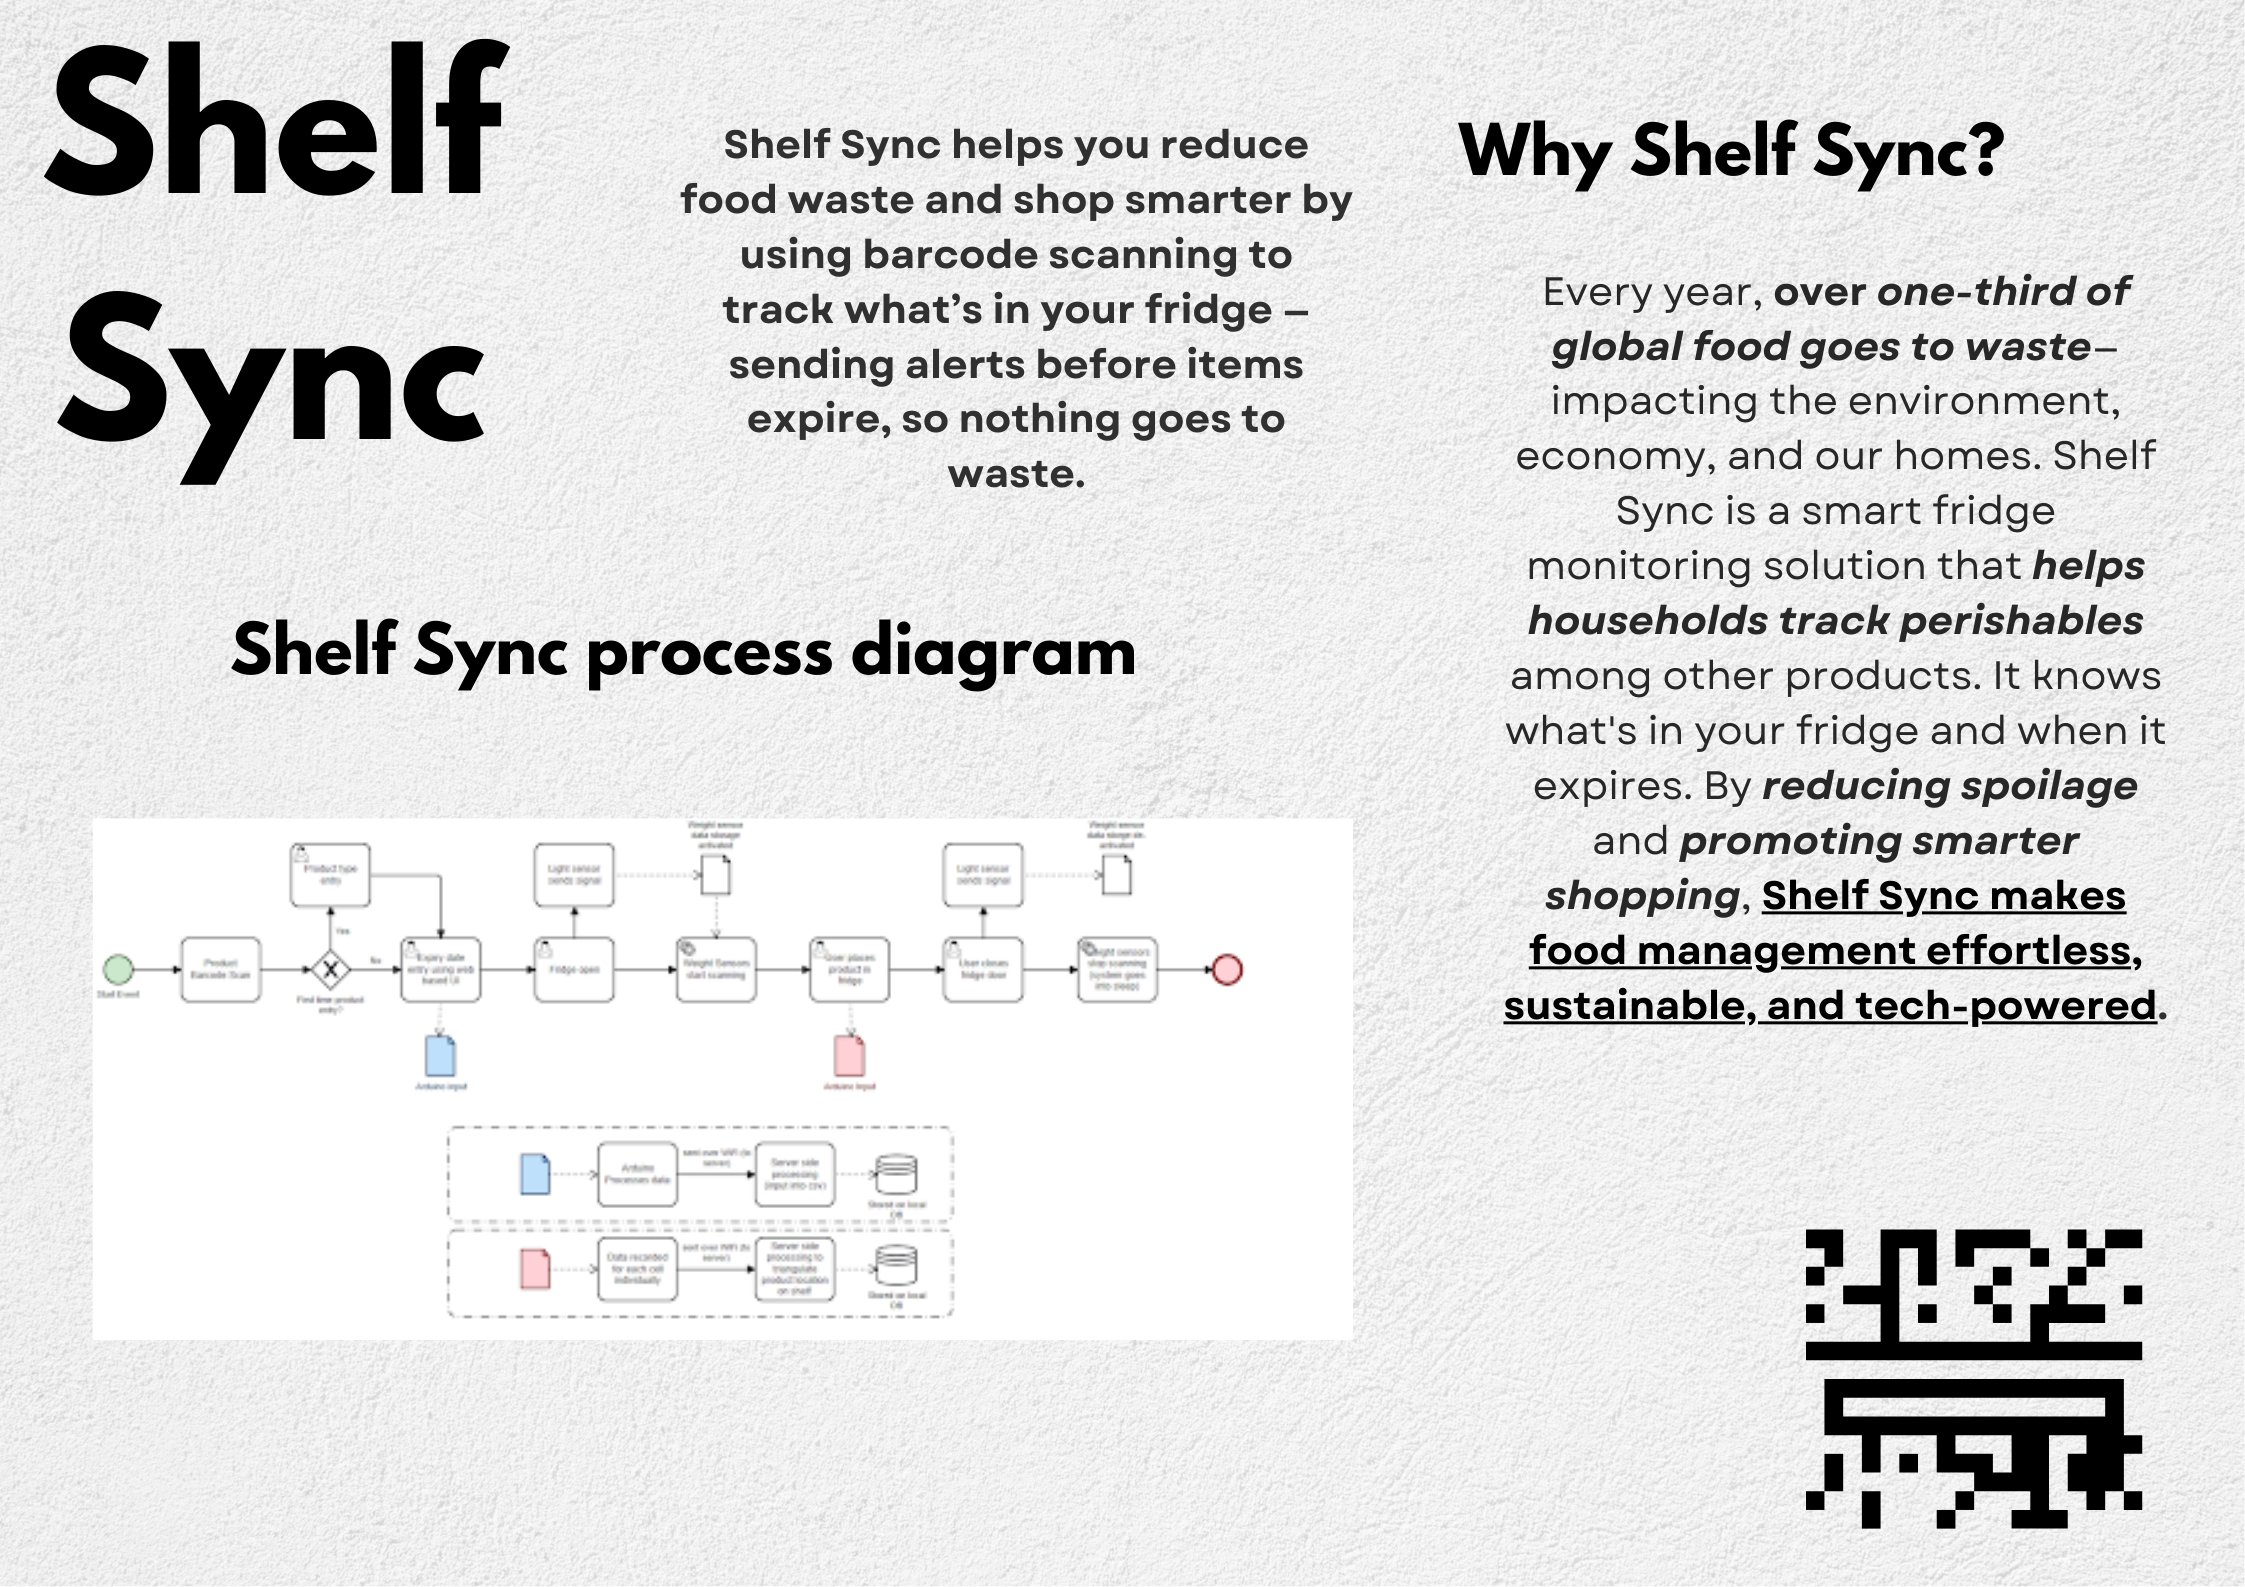 Shelf
Sync
Shelf Sync helps you reduce
food waste and shop smarter by
using barcode scanning to
track what’s in your fridge –
sending alerts before items
expire, so nothing goes to
waste.
Why Shelf Sync?
Every year, over one-third of
global food goes to waste–
impacting the environment,
economy, and our homes. Shelf
Sync is a smart fridge
monitoring solution that helps
households track perishables
among other products. It knows
what's in your fridge and when it
expires. By reducing spoilage
and promoting smarter
shopping, Shelf Sync makes
food management effortless,
sustainable, and tech-powered.
Shelf Sync process diagram
Weight sensor
data storage
activated
Weight sensor
data storge de-
activated
Product type
entry
Light sensor
sends signal
Light sensor
sends signal
Yes
No
Start Event
Product
Barcode Scan
First time product
entry?
Expiry date
entry using web
based UI
Fridge open
Weight Sensors
start scanning
User places
product in
fridge
User closes
fridge door
Weight sensors
stop scanning
(system goes
into sleep)
Arduino input
Arduino input
Arduino
Processes data
sent over WiFi (to
server)
Server side
processing
(input into csv)
Stored on local
DB
Data recorded
for each cell
individually
sent over WiFi (to
server)
Server side
processing to
triangulate
product location
on shelf
Stored on local
DB